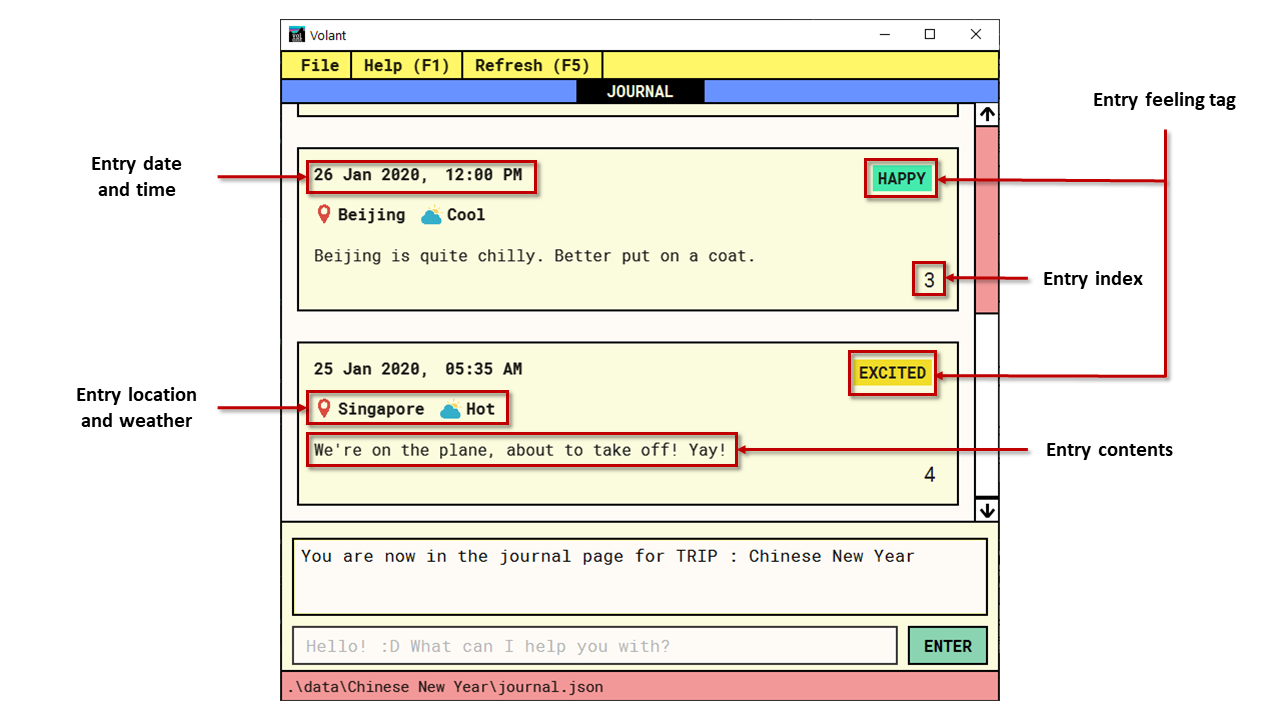 Volant
File Help (F1) Refresh (F5)
JOURNAL
Entry feeling tag
Entry date
and time
26 Jan 2020, 12:00 PM
HAPPY
Beijing Cool
Beijing is quite chilly. Better put on a coat.
3
Entry index
25 Jan 2020, 05:35 AM
EXCITED
Entry location
and weather
Singapore Hot
We're on the plane, about to take off! Yay!
Entry contents
4
You are now in the journal page for TRIP : Chinese New Year
Hello! :D What can I help you with?
ENTER
.\data\Chinese New Year\journal.json